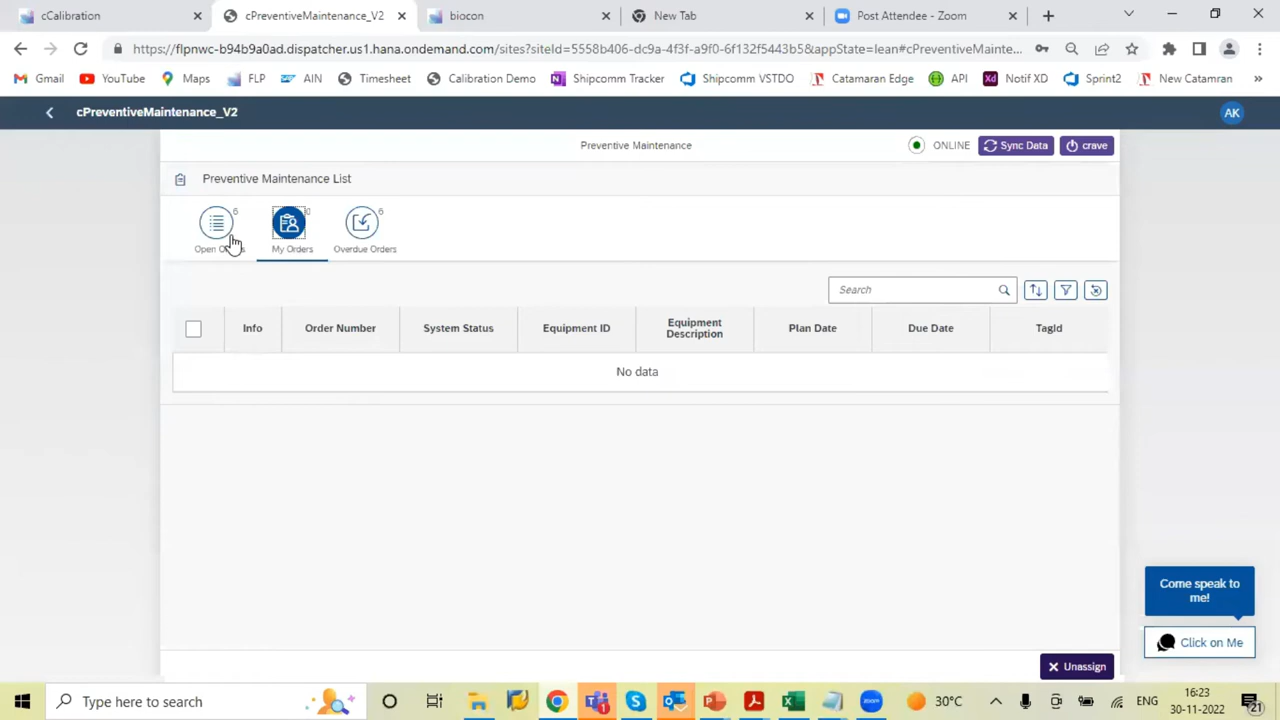 cCalibration
cPreventiveMaintenance_V2
biocon
New Tab
Post Attendee - Zoom
https://flpnwc-b94b9a0ad.dispatcher.us1.hana.ondemand.com/sites?siteId=5558b406-dc9a-4f3f-a9f0-6f132f5443b5&appState=lean#cPreventiveMainte...
Gmail
YouTube
Maps
FLP
AIN
Timesheet
Calibration Demo
Shipcomm Tracker
Shipcomm VSTDO
Catamaran Edge
API
Notif XD
Sprint2
New Catamran
cPreventiveMaintenance_V2
AK
Preventive Maintenance
ONLINE
Sync Data
crave
Preventive Maintenance List
6
6
Open
My Orders
Overdue Orders
Search
Info
Order Number
System Status
Equipment ID
Equipment
Description
Plan Date
Due Date
TagId
No data
Come speak to
me!
Click on Me
Unassign
Type here to search
30°C
ENG
16:23
30-11-2022
21